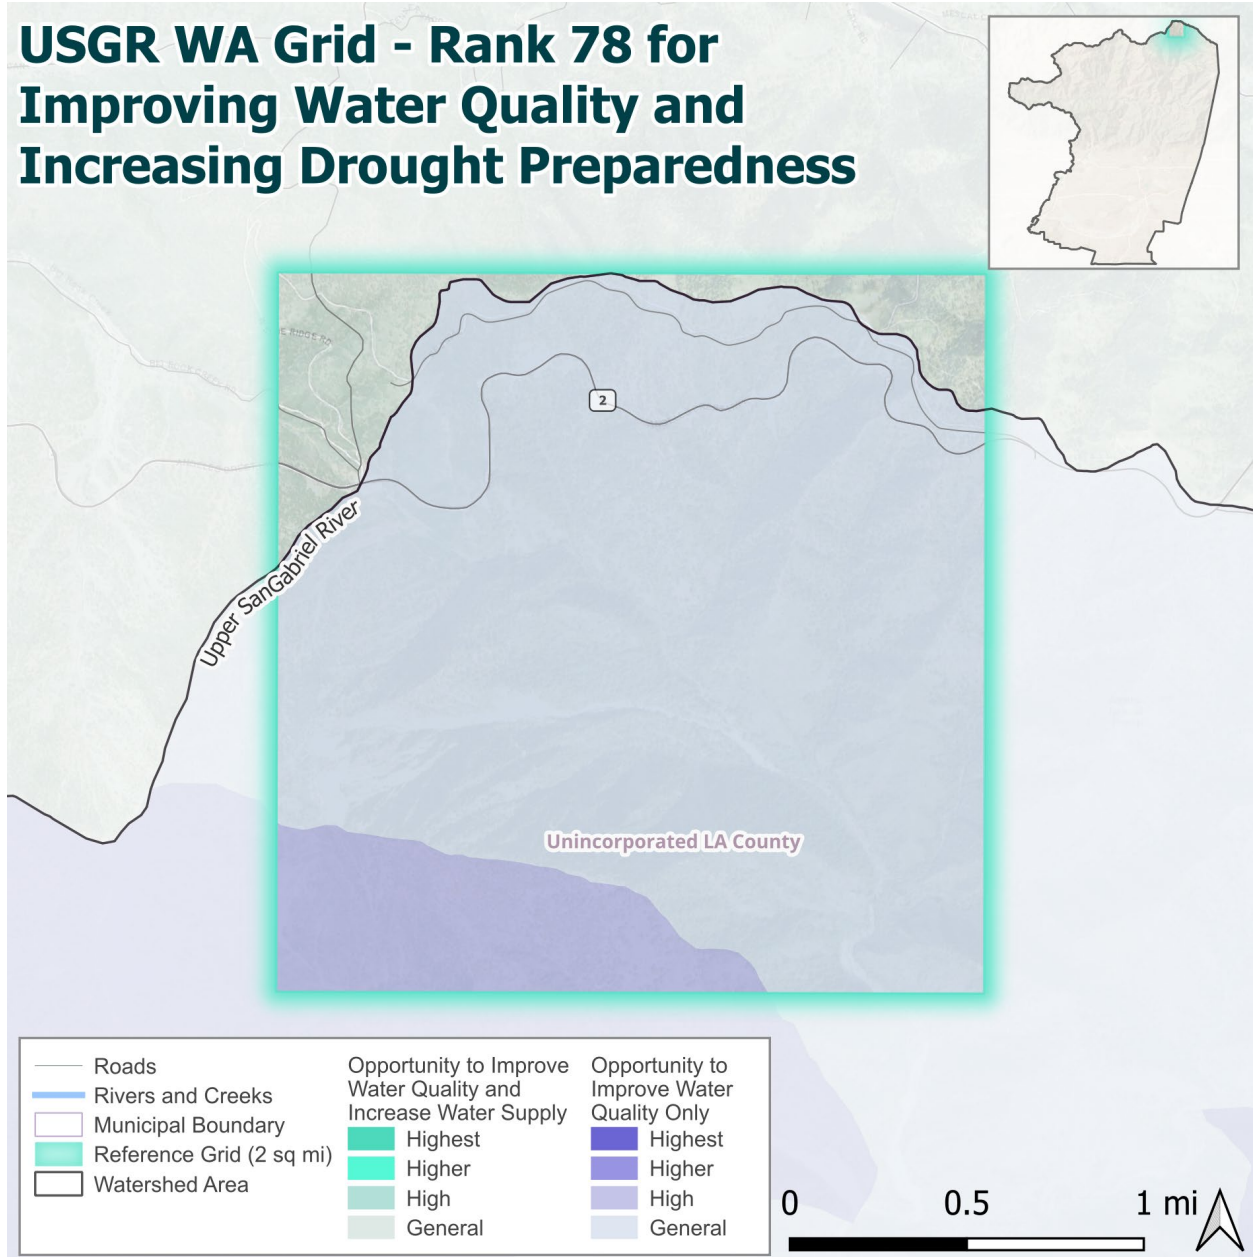 USGR WA Grid - Rank 78 for
Improving Water Quality and
Increasing Drought Preparedness
2
Upper SanGabriel River
Unincorporated LA County
Roads
Rivers and Creeks
Municipal Boundary
Reference Grid (2 sq mi)
Watershed Area
Opportunity to Improve
Water Quality and
Increase Water Supply
Highest
Higher
High
General
Opportunity to
Improve Water
Quality Only
Highest
Higher
High
General
0 0.5 1 mi